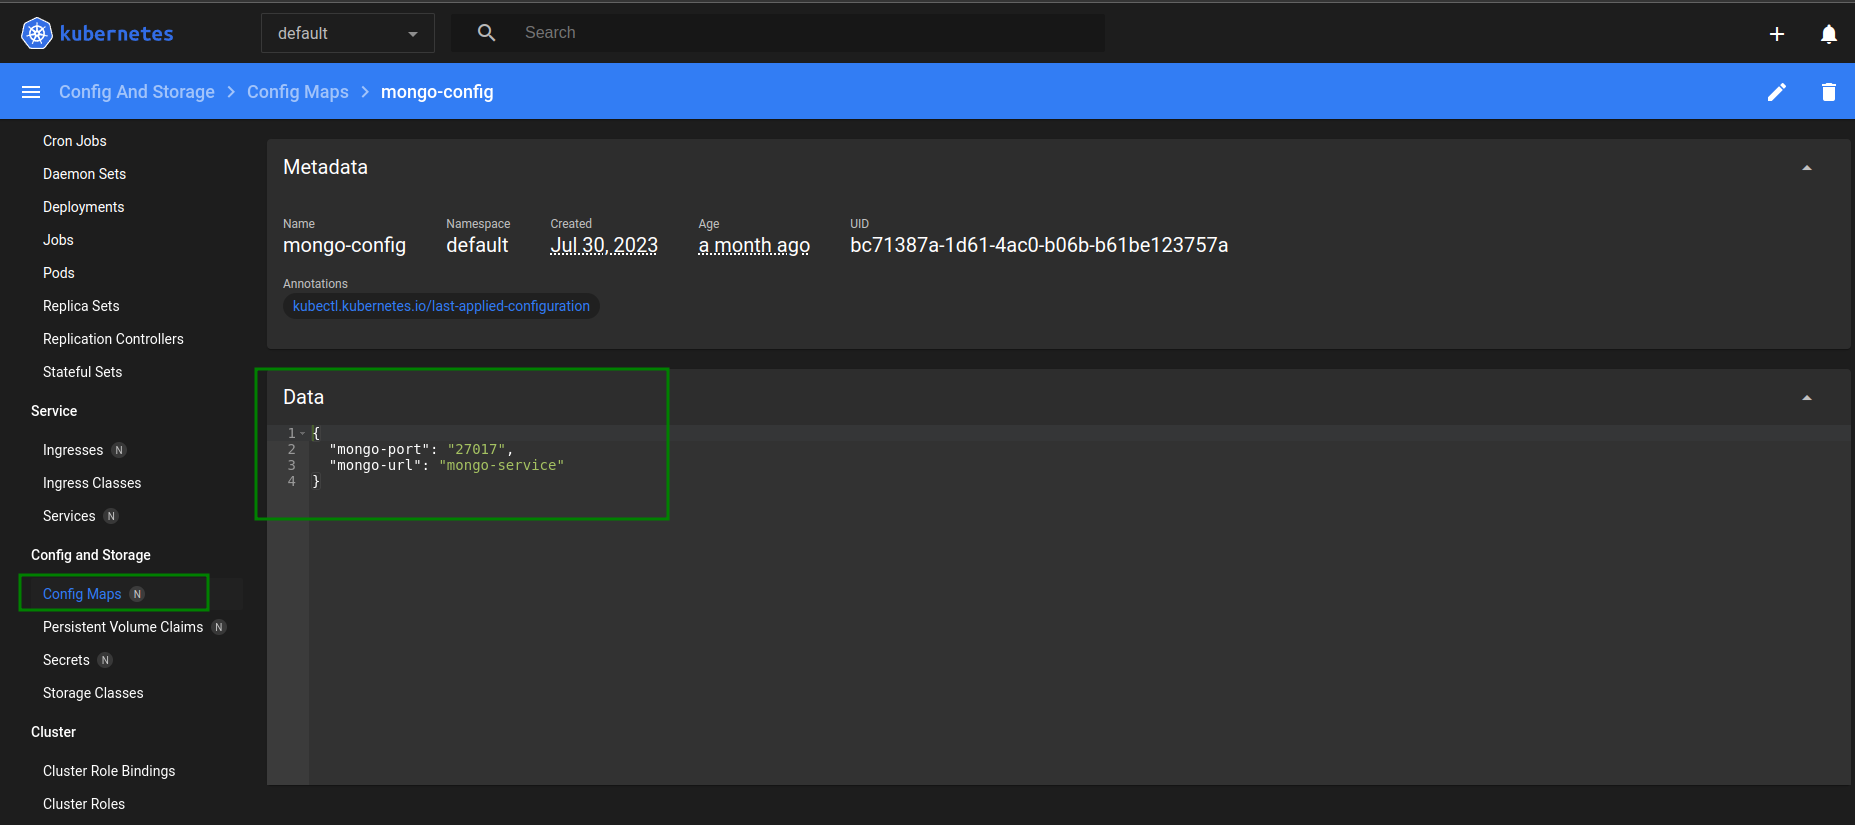 kubernetes
default
Search
Config And Storage > Config Maps > mongo-config
Cron Jobs
Daemon Sets
Deployments
Jobs
Pods
Replica Sets
Replication Controllers
Stateful Sets
Service
Ingresses N
Ingress Classes
Services N
Config and Storage
Config Maps N
Persistent Volume Claims N
Secrets N
Storage Classes
Cluster
Cluster Role Bindings
Cluster Roles
Metadata
Name Namespace Created Age UID
mongo-config default Jul 30, 2023 a month ago bc71387a-1d61-4ac0-b06b-b61be123757a
Annotations
kubectl.kubernetes.io/last-applied-configuration
Data
1 {
2 "mongo-port": "27017",
3 "mongo-url": "mongo-service"
4 }